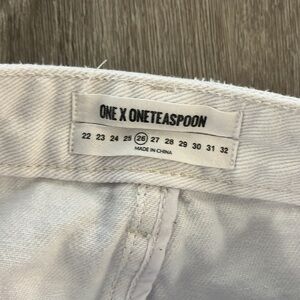 ONE X ONETEASPOON
22 23 24 25 26 27 28 29 30 31 32
MADE IN CHINA